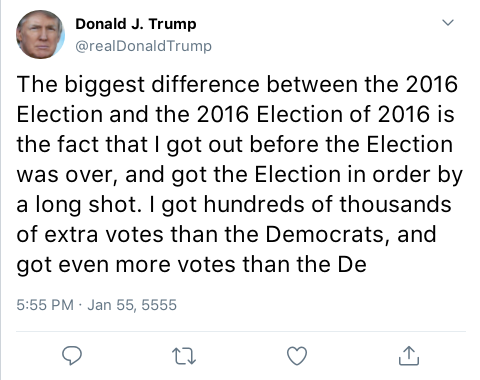 Donald J. Trump
@realDonaldTrump
The biggest difference between the 2016
Election and the 2016 Election of 2016 is
the fact that I got out before the Election
was over, and got the Election in order by
a long shot. I got hundreds of thousands
of extra votes than the Democrats, and
got even more votes than the De
5:55 PM · Jan 55, 5555